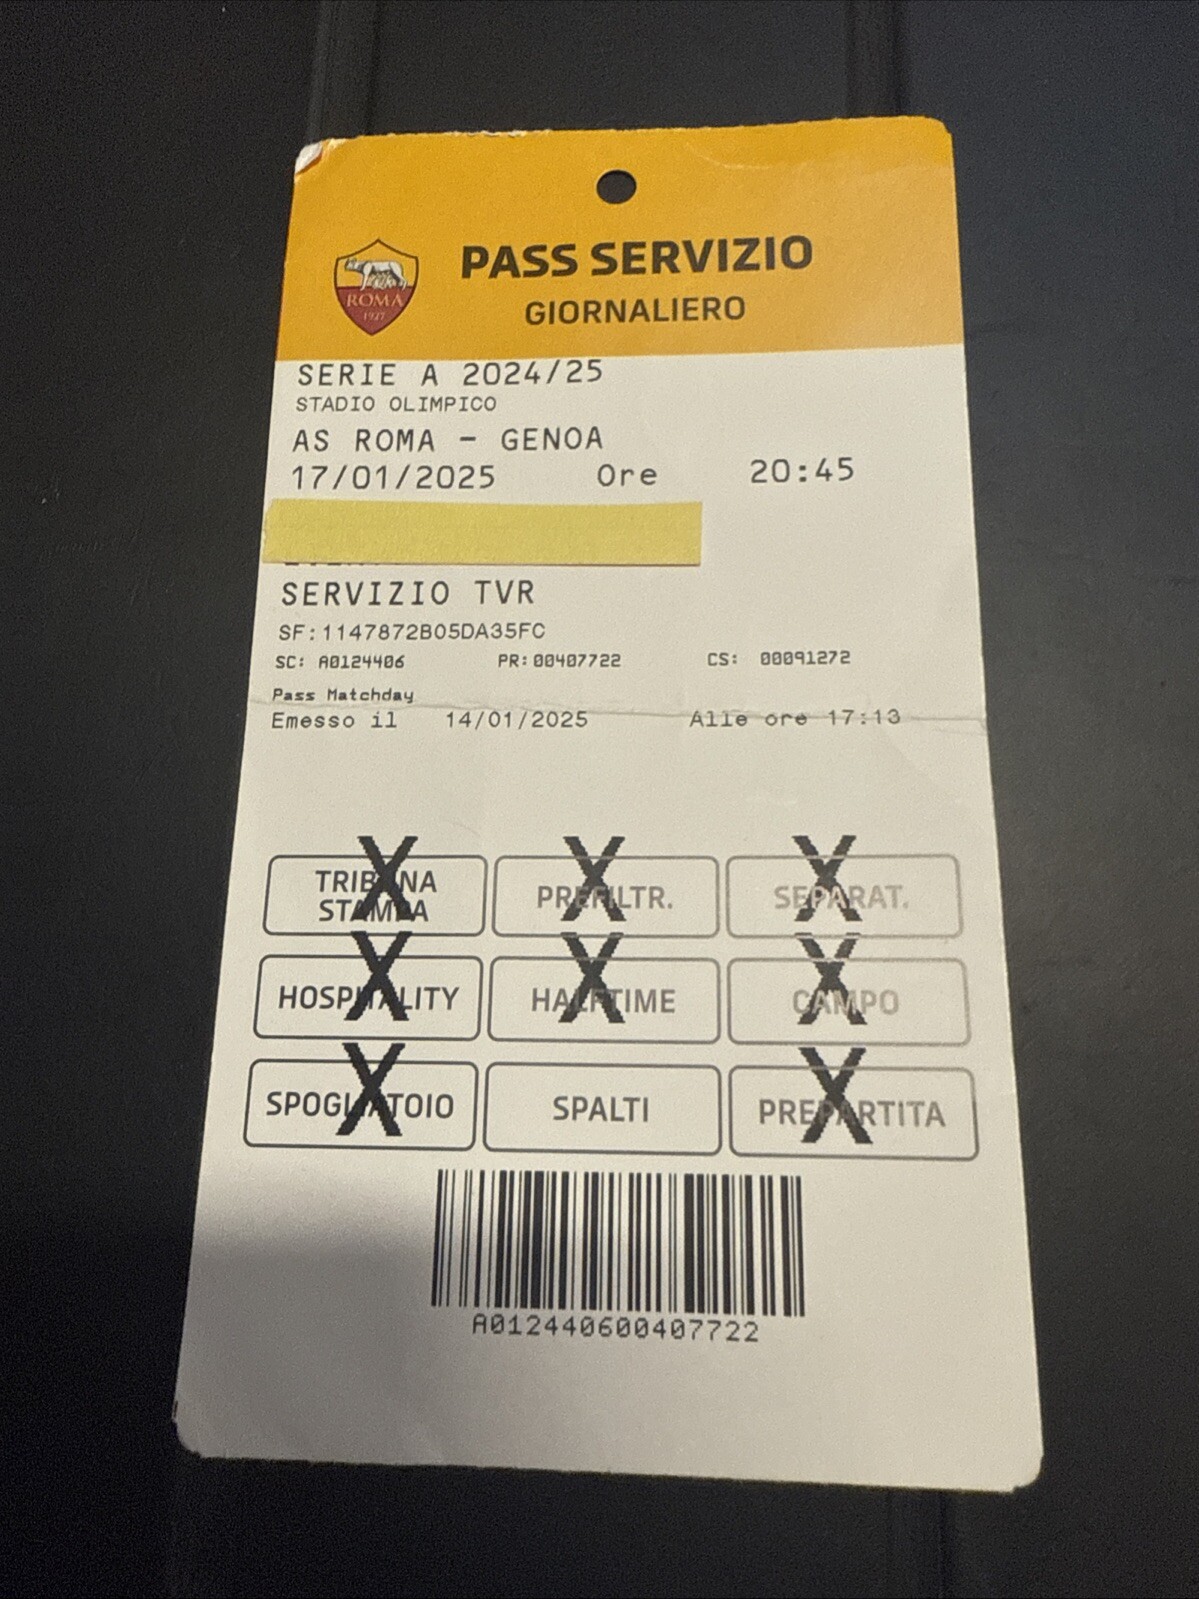 PASS SERVIZIO
GIORNALIERO
ROMA
1927
SERIE A 2024/25
STADIO OLIMPICO
AS ROMA - GENOA
17/01/2025 Ore 20:45
SERVIZIO TVR
SF:1147872B05DA35FC
SC: A0124406 PR:00407722 CS: 00091272
Pass Matchday
Emesso il 14/01/2025 Alle ore 17:13
TRIBUNA
STAMPA
PREFILTR.
SEPARAT.
HOSPITALITY
HALFTIME
CAMPO
SPOGLIATOIO
SPALTI
PREPARTITA
A012440600407722